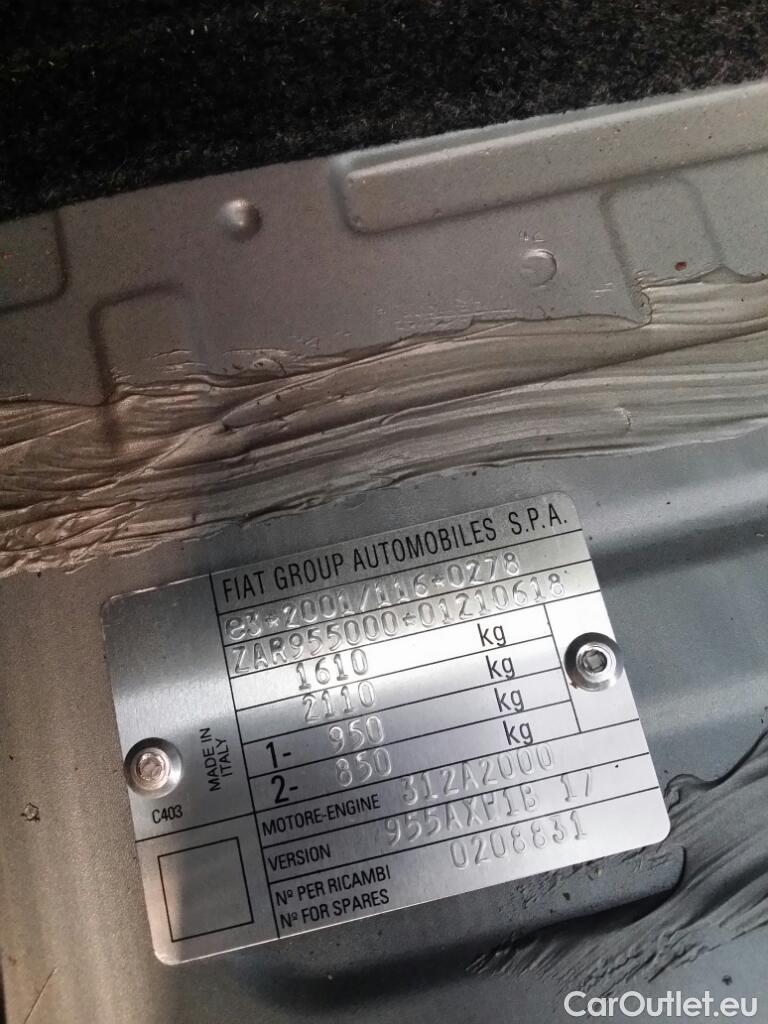 FIAT GROUP AUTOMOBILES S.P.A.
e3*2001/116*0278
ZAR955000*01210618
1610 kg
2110 kg
1- 950 kg
2- 850 kg
MADE IN ITALY
C403
MOTORE-ENGINE 312A2000
VERSION 955AXP1B 17
Nº PER RICAMBI
Nº FOR SPARES 0208831
CarOutlet.eu